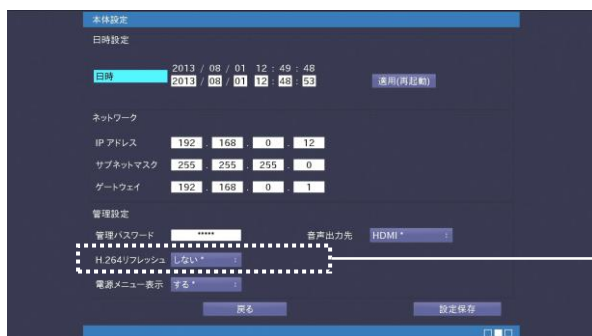 本体設定
日時設定
2013 / 08 / 01 12 : 49 : 48
日時 2013 / 08 / 01 12 : 48 : 53 適用(再起動)
ネットワーク
IP アドレス 192 . 168 . 0 . 12
サブネットマスク 255 . 255 . 255 . 0
ゲートウェイ 192 . 168 . 0 . 1
管理設定
管理パスワード ***** 音声出力先 HDMI *
H.264リフレッシュ しない *
電源メニュー表示 する *
戻る 設定保存